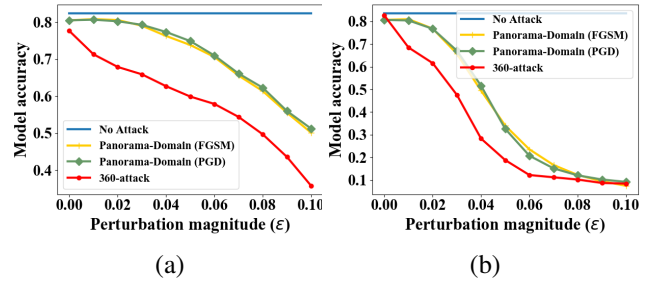 0.8
0.7
0.6
0.5
0.4
Model accuracy
No Attack
Panorama-Domain (FGSM)
Panorama-Domain (PGD)
360-attack
0.00 0.02 0.04 0.06 0.08 0.10
Perturbation magnitude (ε)
(a)
0.8
0.7
0.6
0.5
0.4
0.3
0.2
0.1
Model accuracy
No Attack
Panorama-Domain (FGSM)
Panorama-Domain (PGD)
360-attack
0.00 0.02 0.04 0.06 0.08 0.10
Perturbation magnitude (ε)
(b)